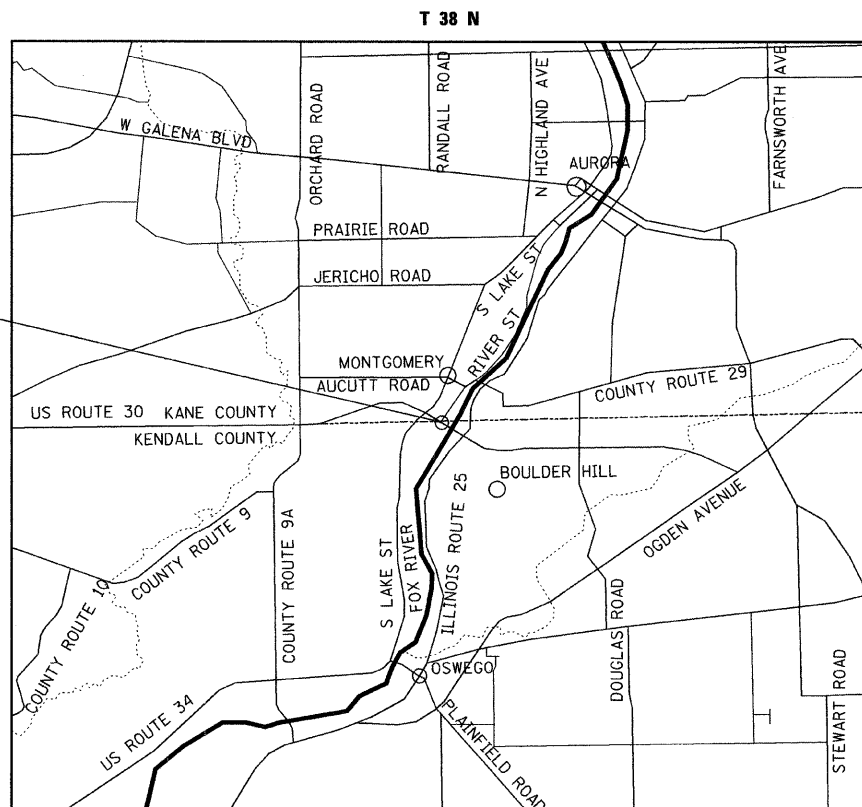 T 38 N
W GALENA BLVD
ORCHARD ROAD
RANDALL ROAD
N HIGHLAND AVE
FARNSWORTH AVE
AURORA
PRAIRIE ROAD
JERICHO ROAD
S LAKE ST
RIVER ST
MONTGOMERY
AUCUTT ROAD
COUNTY ROUTE 29
US ROUTE 30 KANE COUNTY
KENDALL COUNTY
BOULDER HILL
OGDEN AVENUE
COUNTY ROUTE 9
COUNTY ROUTE 9A
S LAKE ST
FOX RIVER
ILLINOIS ROUTE 25
COUNTY ROUTE 10
DOUGLAS ROAD
OSWEGO
STEWART ROAD
US ROUTE 34
PLAINFIELD ROAD